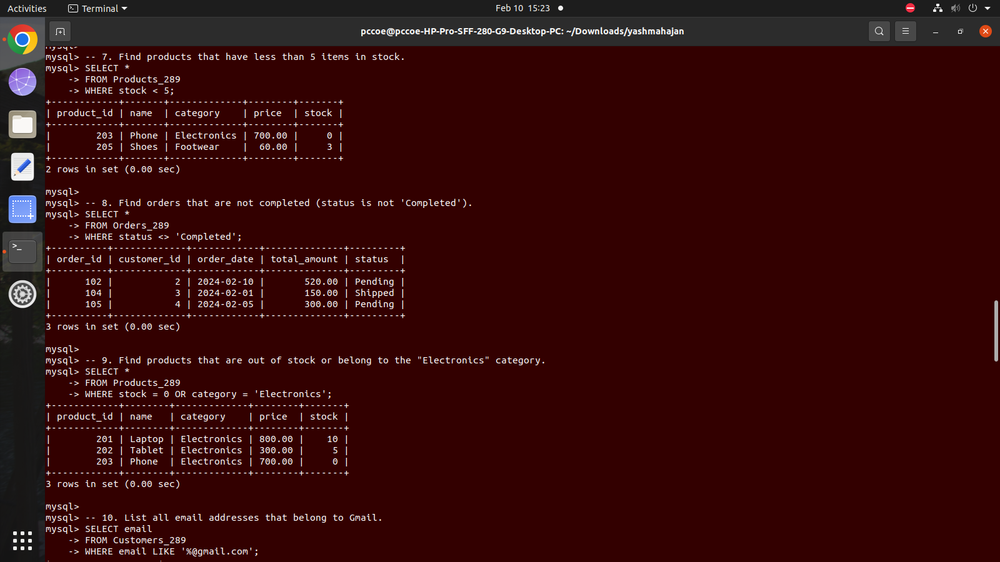 Activities
Terminal
Feb 10 15:23
pccoe@pccoe-HP-Pro-SFF-280-G9-Desktop-PC: ~/Downloads/yashmahajan
mysql>
mysql> -- 7. Find products that have less than 5 items in stock.
mysql> SELECT *
    -> FROM Products_289
    -> WHERE stock < 5;
+------------+-------+-------------+--------+-------+
| product_id | name  | category    | price  | stock |
+------------+-------+-------------+--------+-------+
|        203 | Phone | Electronics | 700.00 |     0 |
|        205 | Shoes | Footwear    |  60.00 |     3 |
+------------+-------+-------------+--------+-------+
2 rows in set (0.00 sec)
mysql>
mysql> -- 8. Find orders that are not completed (status is not 'Completed').
mysql> SELECT *
    -> FROM Orders_289
    -> WHERE status <> 'Completed';
+----------+-------------+------------+--------------+---------+
| order_id | customer_id | order_date | total_amount | status  |
+----------+-------------+------------+--------------+---------+
|      102 |           2 | 2024-02-10 |       520.00 | Pending |
|      104 |           3 | 2024-02-01 |       150.00 | Shipped |
|      105 |           4 | 2024-02-05 |       300.00 | Pending |
+----------+-------------+------------+--------------+---------+
3 rows in set (0.00 sec)
mysql>
mysql> -- 9. Find products that are out of stock or belong to the "Electronics" category.
mysql> SELECT *
    -> FROM Products_289
    -> WHERE stock = 0 OR category = 'Electronics';
+------------+--------+-------------+--------+-------+
| product_id | name   | category    | price  | stock |
+------------+--------+-------------+--------+-------+
|        201 | Laptop | Electronics | 800.00 |    10 |
|        202 | Tablet | Electronics | 300.00 |     5 |
|        203 | Phone  | Electronics | 700.00 |     0 |
+------------+--------+-------------+--------+-------+
3 rows in set (0.00 sec)
mysql>
mysql> -- 10. List all email addresses that belong to Gmail.
mysql> SELECT email
    -> FROM Customers_289
    -> WHERE email LIKE '%@gmail.com';